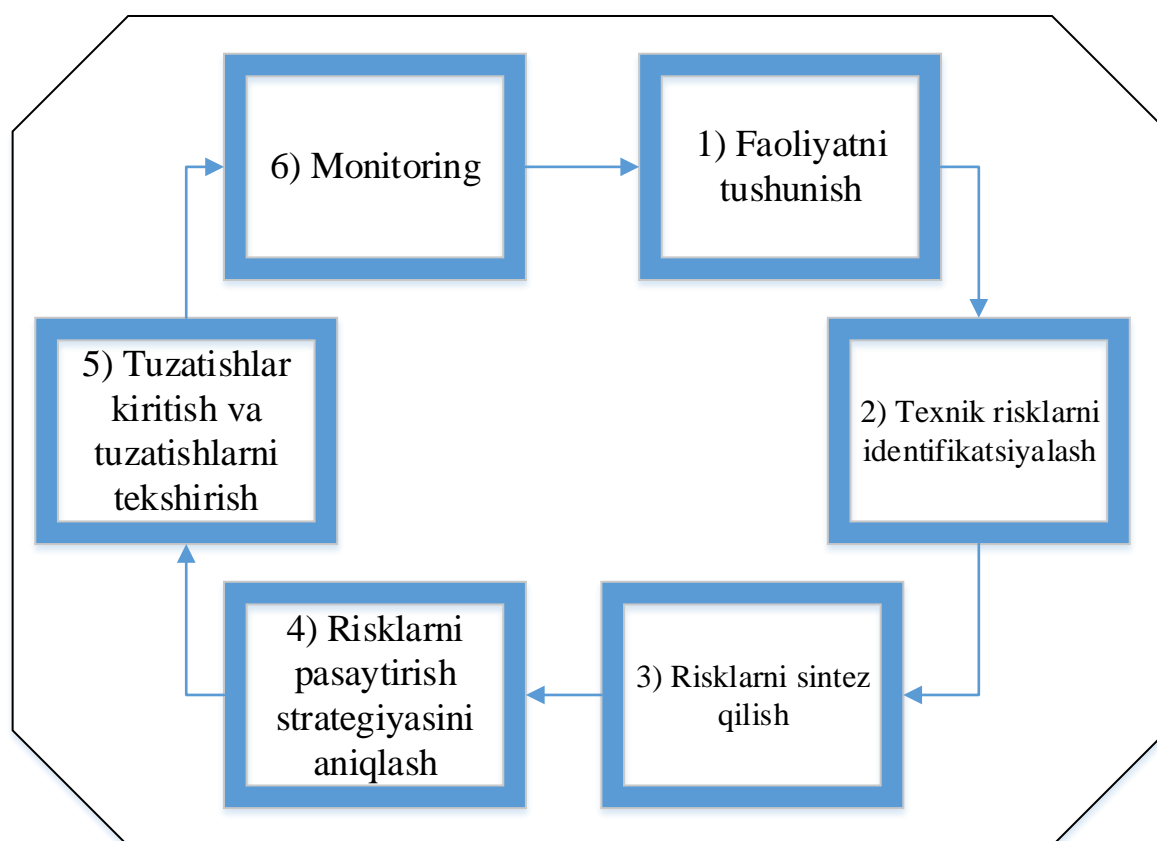 1) Faoliyatni
tushunish
2) Texnik risklarni
identifikatsiyalash
3) Risklarni sintez
qilish
4) Risklarni
pasaytirish
strategiyasini
aniqlash
5) Tuzatishlar
kiritish va
tuzatishlarni
tekshirish
6) Monitoring